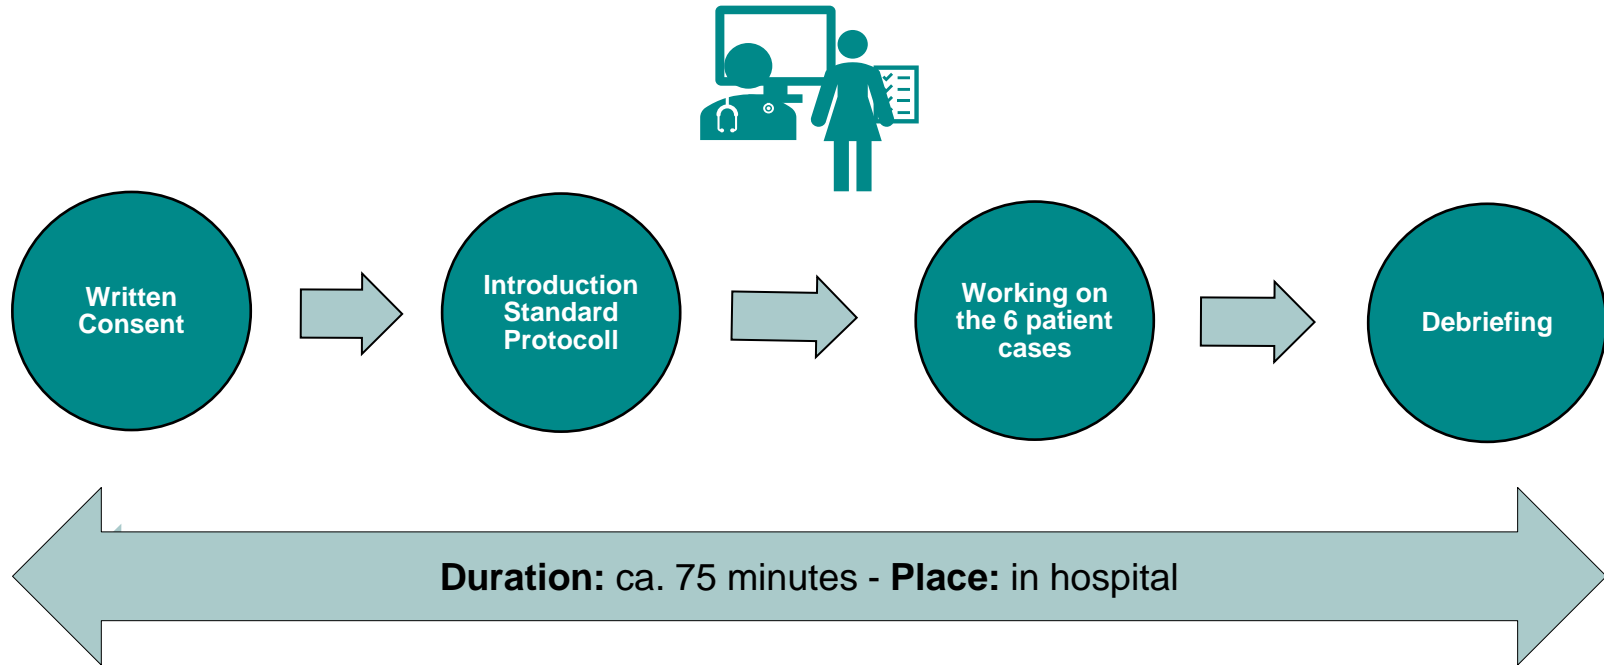 Written
Consent
Introduction
Standard
Protocoll
Working on
the 6 patient
cases
Debriefing
Duration: ca. 75 minutes - Place: in hospital